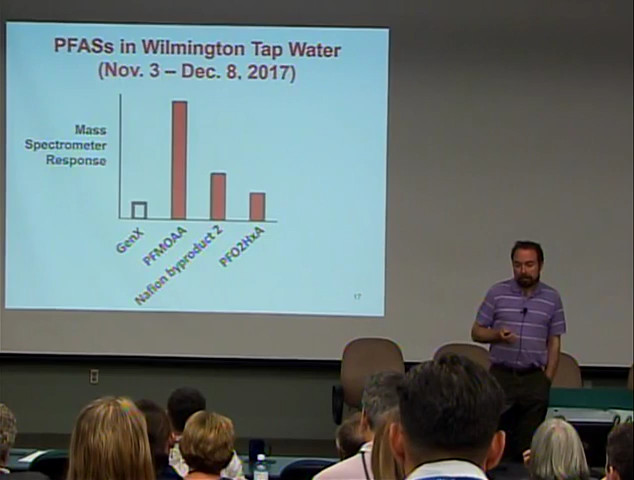 PFASs in Wilmington Tap Water
(Nov. 3 – Dec. 8, 2017)
Mass
Spectrometer
Response
GenX
PFMOAA
Nafion byproduct 2
PFO2HxA
17